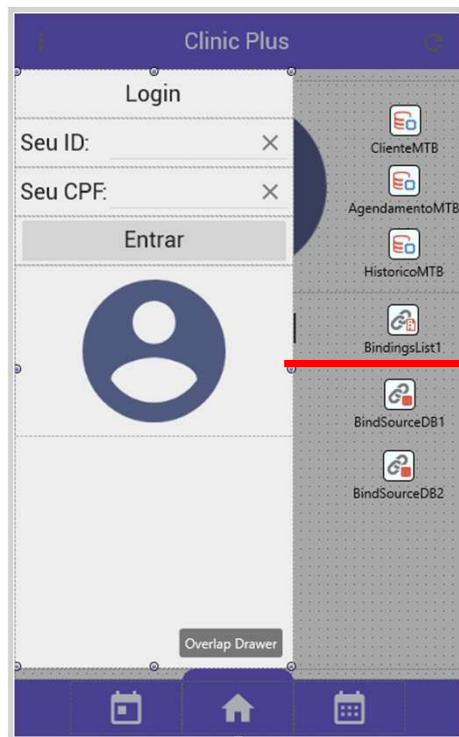 Clinic Plus
Login
Seu ID:
Seu CPF:
Entrar
ClienteMTB
AgendamentoMTB
HistoricoMTB
BindingsList1
BindSourceDB1
BindSourceDB2
Overlap Drawer